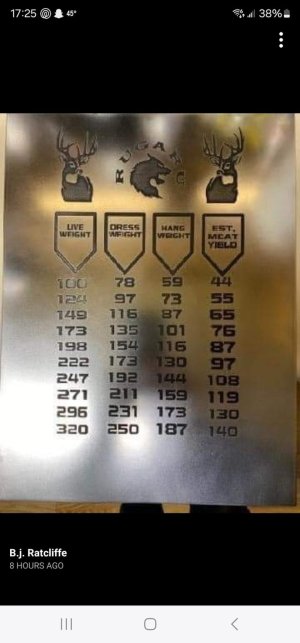 17:25 45° 38%
RUGARU
LIVE WEIGHT DRESS WEIGHT HANG WEIGHT EST. MEAT YIELD
100 78 59 44
124 97 73 55
149 116 87 65
173 135 101 76
198 154 116 87
222 173 130 97
247 192 144 108
271 211 159 119
296 231 173 130
320 250 187 140
B.j. Ratcliffe
8 HOURS AGO